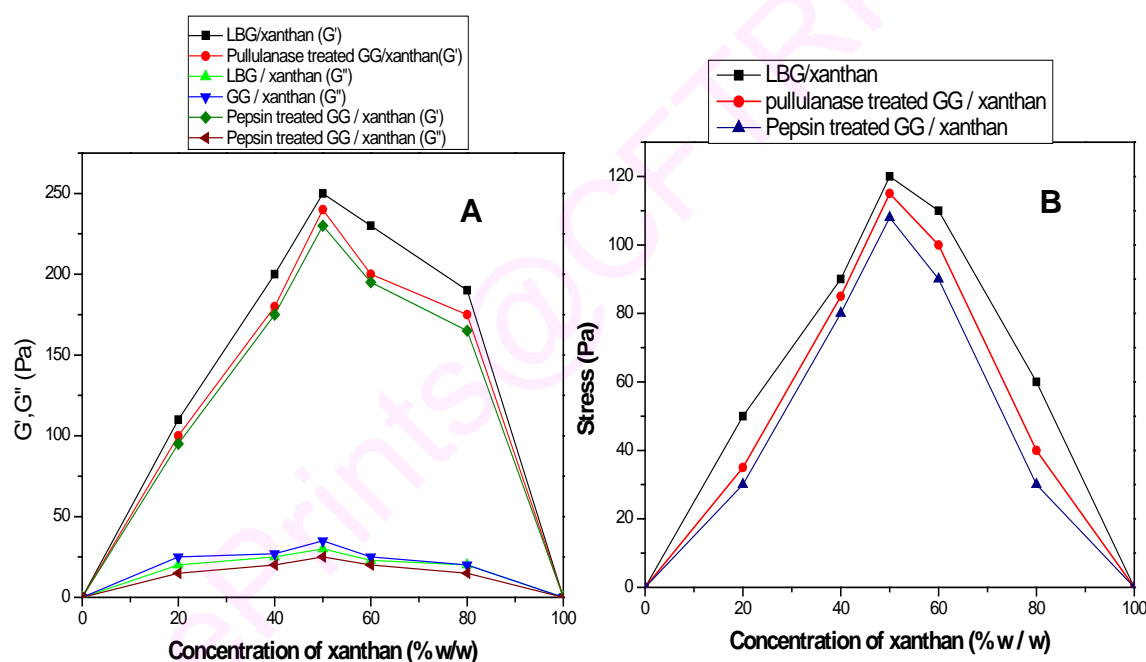 LBG/xanthan (G')
Pullulanase treated GG/xanthan(G')
LBG / xanthan (G")
GG / xanthan (G")
Pepsin treated GG / xanthan (G')
Pepsin treated GG / xanthan (G")
A
250
200
150
100
50
0
G',G" (Pa)
0 20 40 60 80 100
Concentration of xanthan (% w/w)
LBG/xanthan
pullulanase treated GG / xanthan
Pepsin treated GG / xanthan
B
120
100
80
60
40
20
0
Stress (Pa)
0 20 40 60 80 100
Concentration of xanthan (% w / w)
ePrints@CFTRI